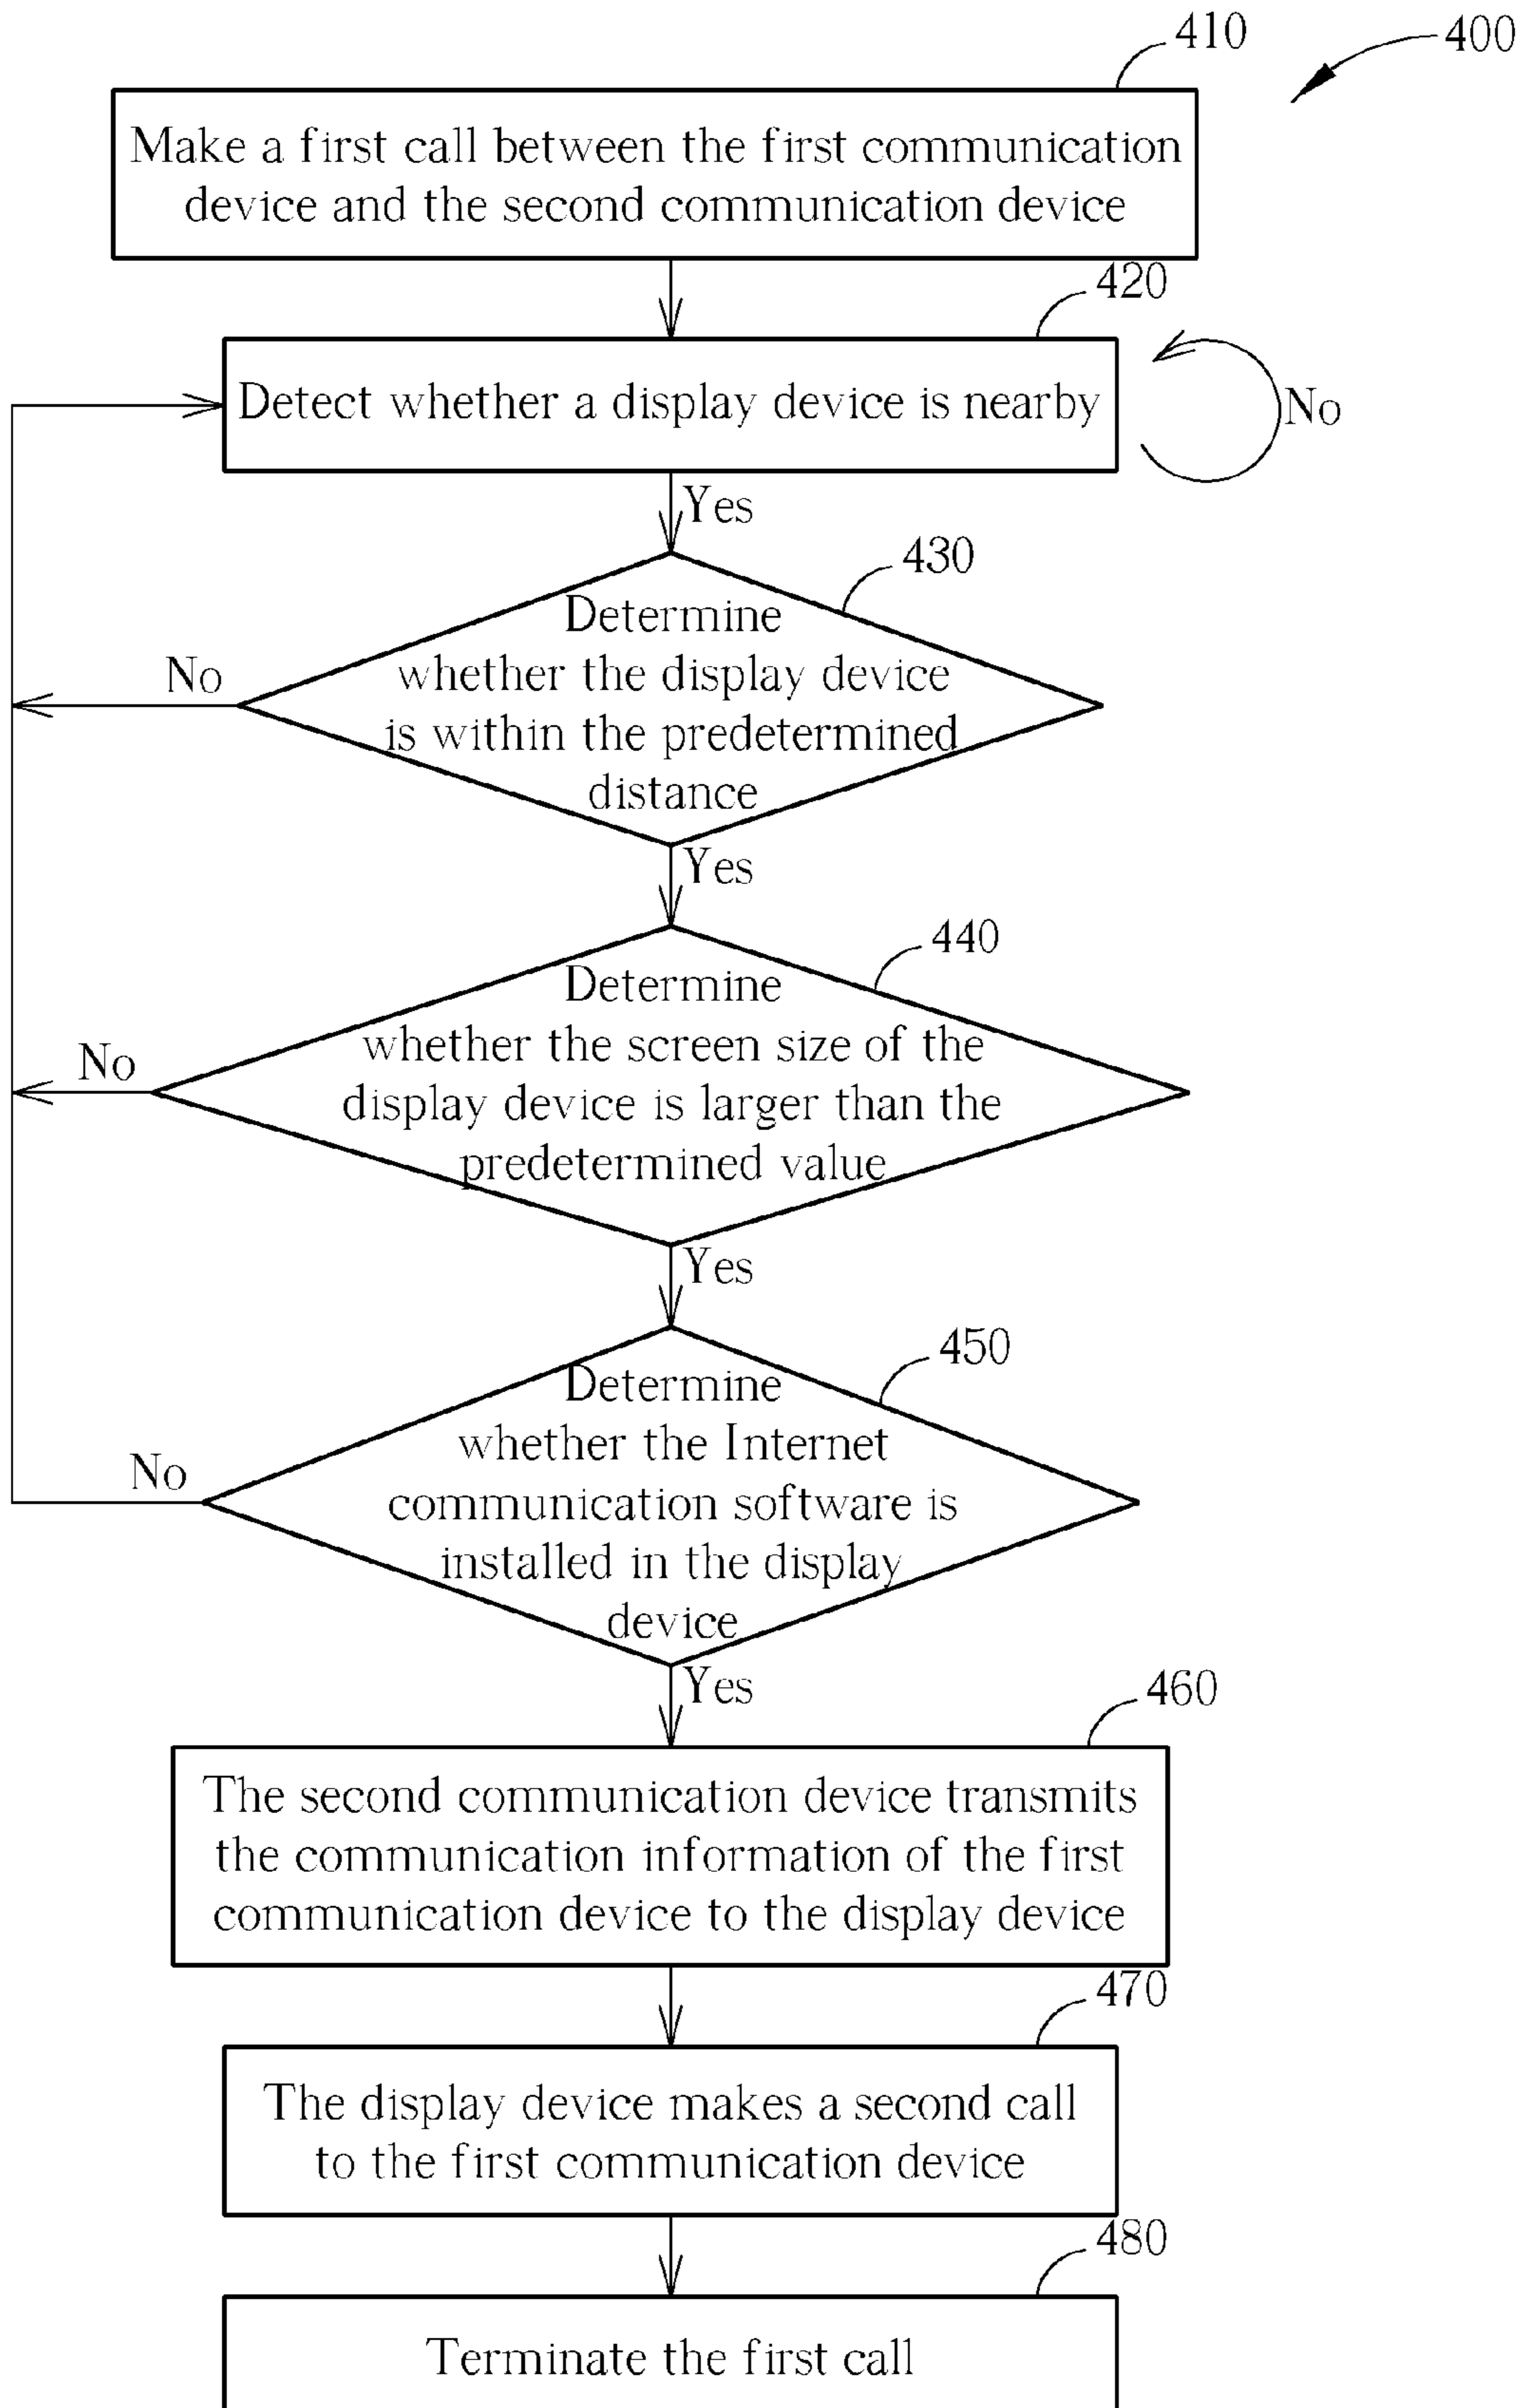 410
400
Make a first call between the first communication
device and the second communication device
420
Detect whether a display device is nearby
No
Yes
430
Determine
whether the display device
is within the predetermined
distance
No
Yes
440
Determine
whether the screen size of the
display device is larger than the
predetermined value
No
Yes
450
Determine
whether the Internet
communication software is
installed in the display
device
No
Yes
460
The second communication device transmits
the communication information of the first
communication device to the display device
470
The display device makes a second call
to the first communication device
480
Terminate the first call